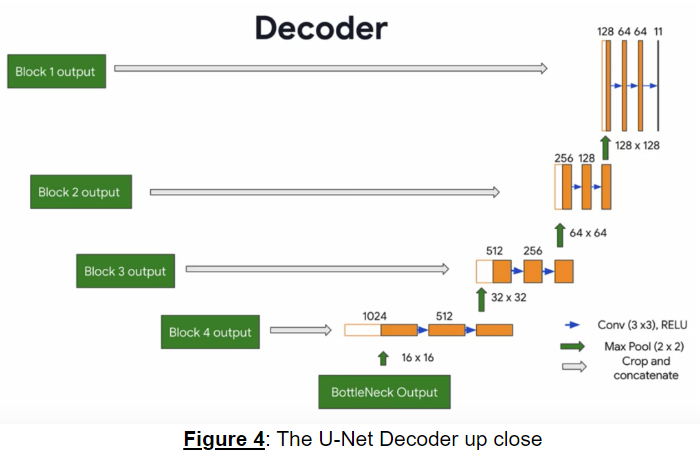 Decoder
128 64 64 11
Block 1 output
128 x 128
256 128
Block 2 output
64 x 64
512 256
Block 3 output
32 x 32
1024 512
Block 4 output
16 x 16
BottleNeck Output
Conv (3 x3), RELU
Max Pool (2 x 2)
Crop and
concatenate
Figure 4: The U-Net Decoder up close